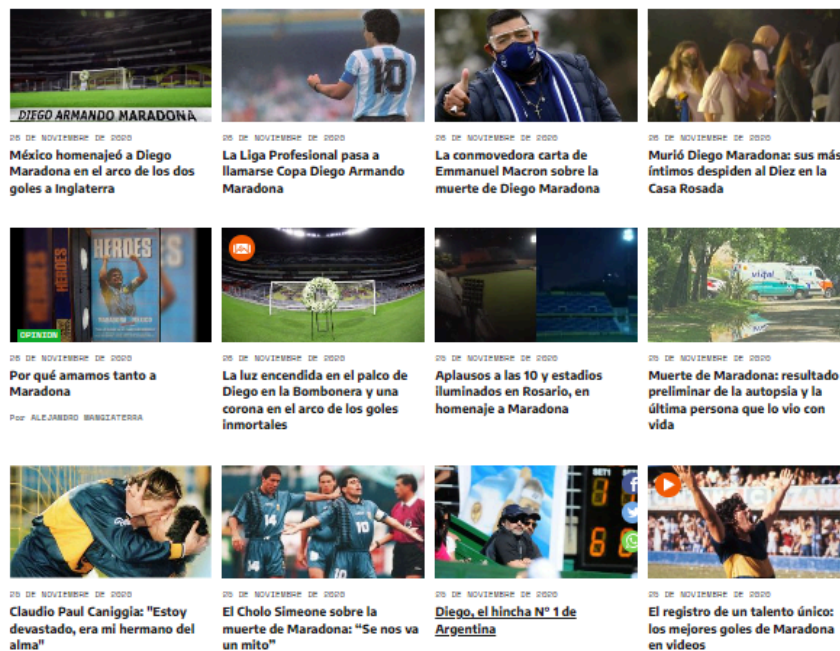 DIEGO ARMANDO MARADONA
10
26 DE NOVIEMBRE DE 2020
26 DE NOVIEMBRE DE 2020
26 DE NOVIEMBRE DE 2020
26 DE NOVIEMBRE DE 2020
México homenajeó a Diego
Maradona en el arco de los dos
goles a Inglaterra
La Liga Profesional pasa a
llamarse Copa Diego Armando
Maradona
La conmovedora carta de
Emmanuel Macron sobre la
muerte de Diego Maradona
Murió Diego Maradona: sus más
íntimos despiden al Diez en la
Casa Rosada
HEROES
HEROES
OPINION
vigal
26 DE NOVIEMBRE DE 2020
26 DE NOVIEMBRE DE 2020
25 DE NOVIEMBRE DE 2020
25 DE NOVIEMBRE DE 2020
Por qué amamos tanto a
Maradona
Por ALEJANDRO MANGIATERRA
La luz encendida en el palco de
Diego en la Bombonera y una
corona en el arco de los goles
inmortales
Aplausos a las 10 y estadios
iluminados en Rosario, en
homenaje a Maradona
Muerte de Maradona: resultado
preliminar de la autopsia y la
última persona que lo vio con
vida
14
10
SET1
25 DE NOVIEMBRE DE 2020
25 DE NOVIEMBRE DE 2020
25 DE NOVIEMBRE DE 2020
25 DE NOVIEMBRE DE 2020
Claudio Paul Caniggia: "Estoy
devastado, era mi hermano del
alma"
El Cholo Simeone sobre la
muerte de Maradona: “Se nos va
un mito”
Diego, el hincha N° 1 de
Argentina
El registro de un talento único:
los mejores goles de Maradona
en videos